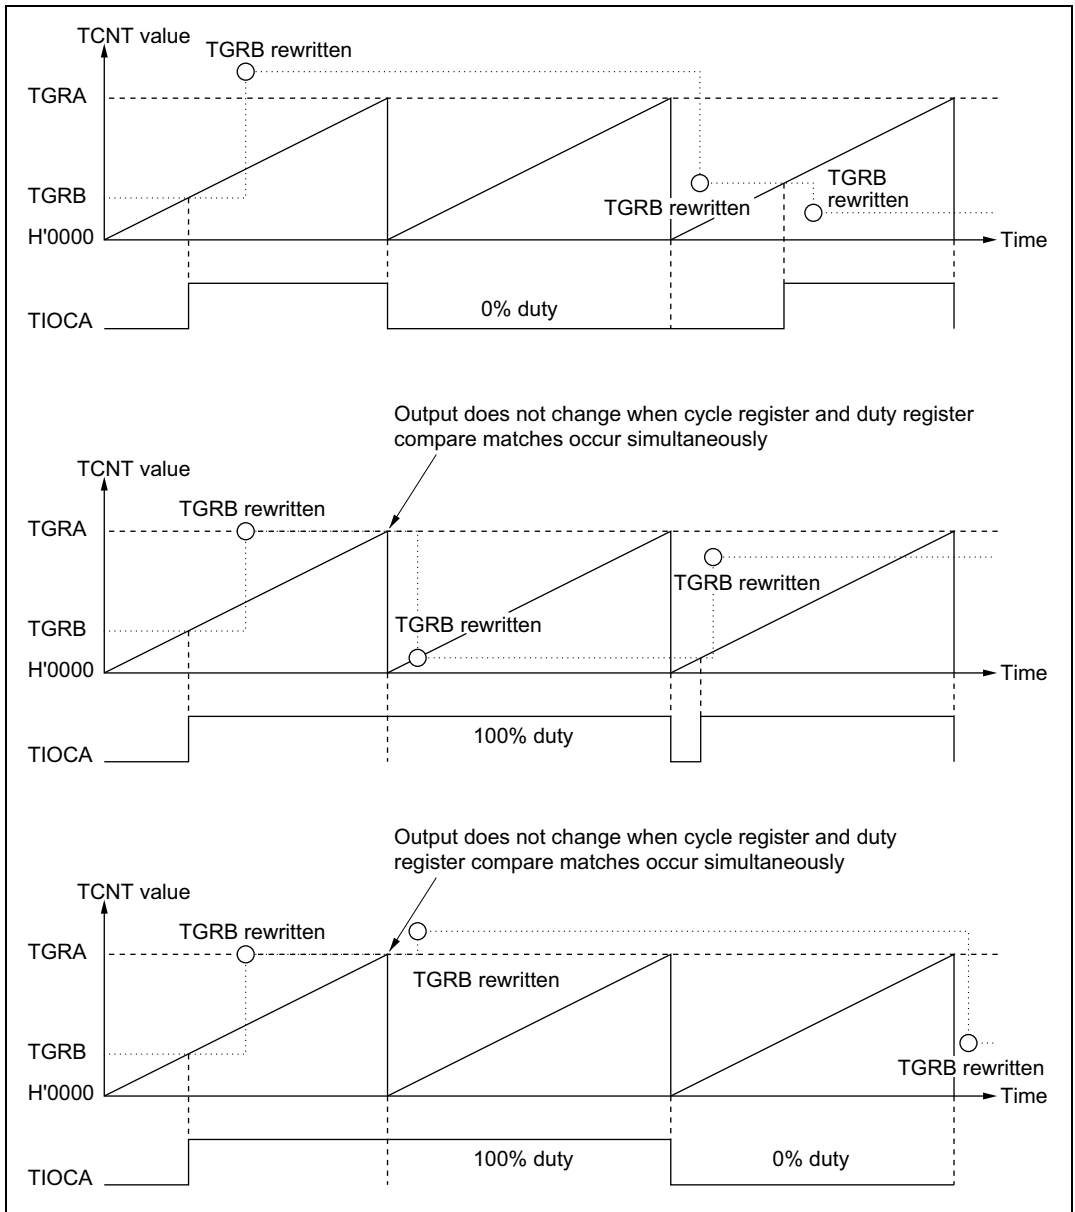 TCNT value
TGRB rewritten
TGRA
TGRB
TGRB rewritten
TGRB
rewritten
H'0000
Time
TIOCA
0% duty
Output does not change when cycle register and duty register
compare matches occur simultaneously
TCNT value
TGRB rewritten
TGRA
TGRB rewritten
TGRB
TGRB rewritten
H'0000
Time
TIOCA
100% duty
Output does not change when cycle register and duty
register compare matches occur simultaneously
TCNT value
TGRB rewritten
TGRA
TGRB rewritten
TGRB
TGRB rewritten
H'0000
Time
TIOCA
100% duty
0% duty